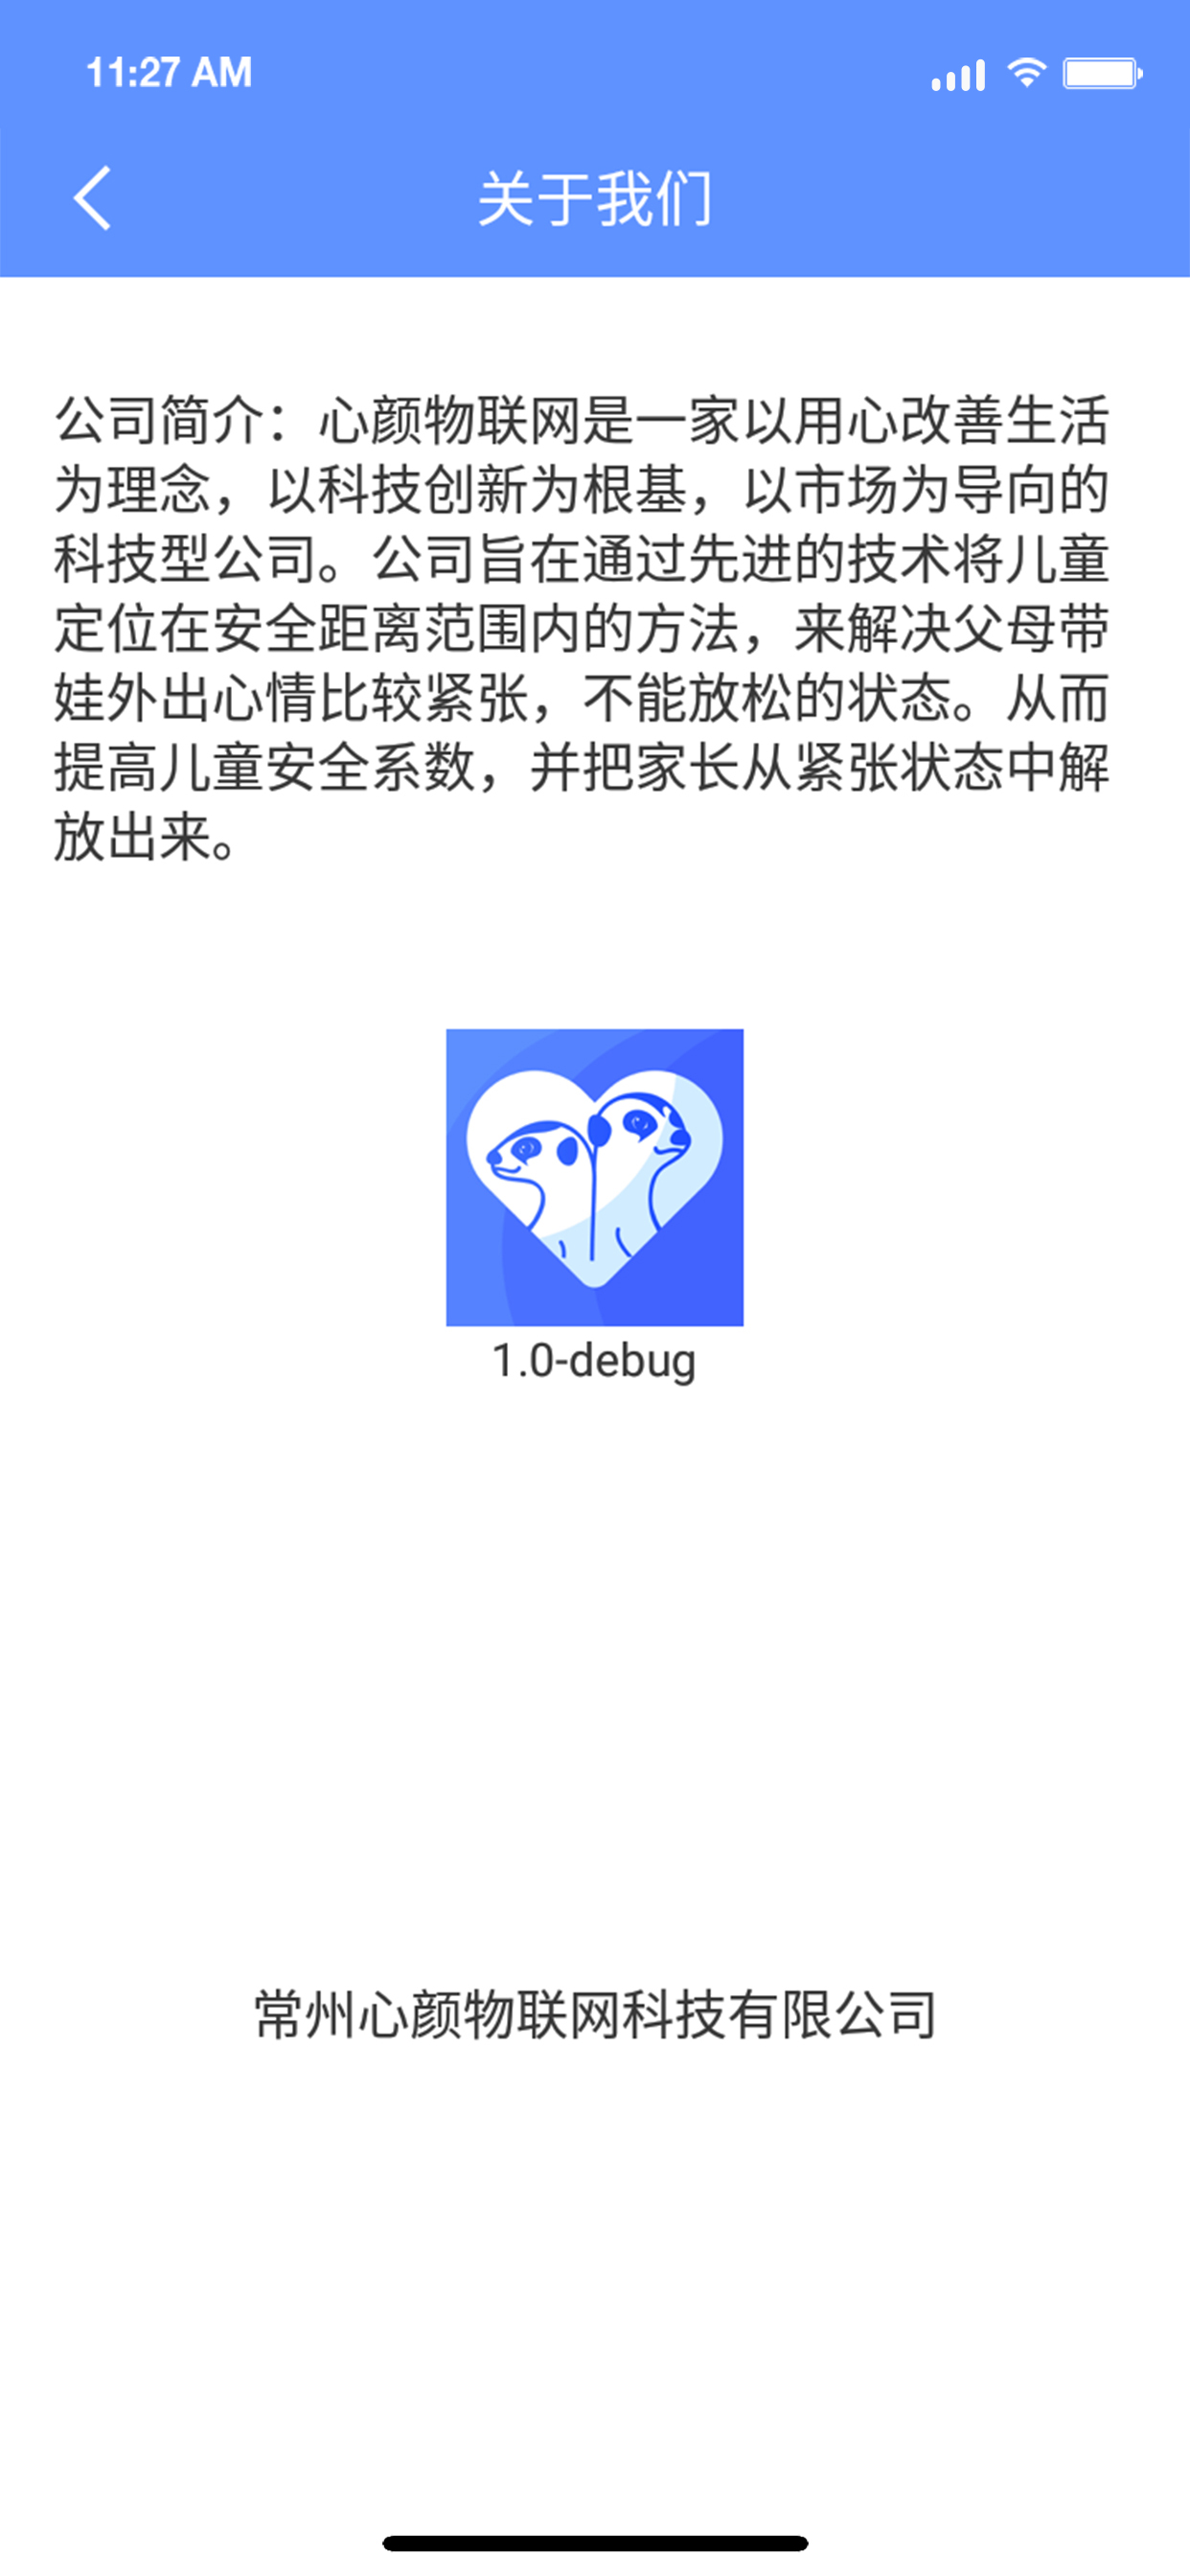 11:27 AM
关于我们
公司简介：心颜物联网是一家以用心改善生活
为理念，以科技创新为根基，以市场为导向的
科技型公司。公司旨在通过先进的技术将儿童
定位在安全距离范围内的方法，来解决父母带
娃外出心情比较紧张，不能放松的状态。从而
提高儿童安全系数，并把家长从紧张状态中解
放出来。
1.0-debug
常州心颜物联网科技有限公司